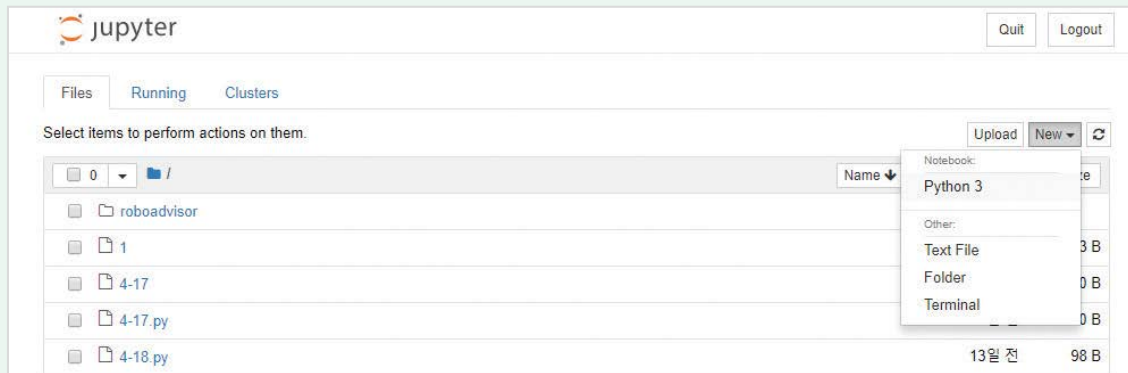 jupyter
Quit Logout
Files Running Clusters
Select items to perform actions on them.
Upload New
0 / Name
Notebook:
Python 3
Other:
Text File
Folder
Terminal
roboadvisor
1
4-17
4-17.py
4-18.py 13일 전 98 B